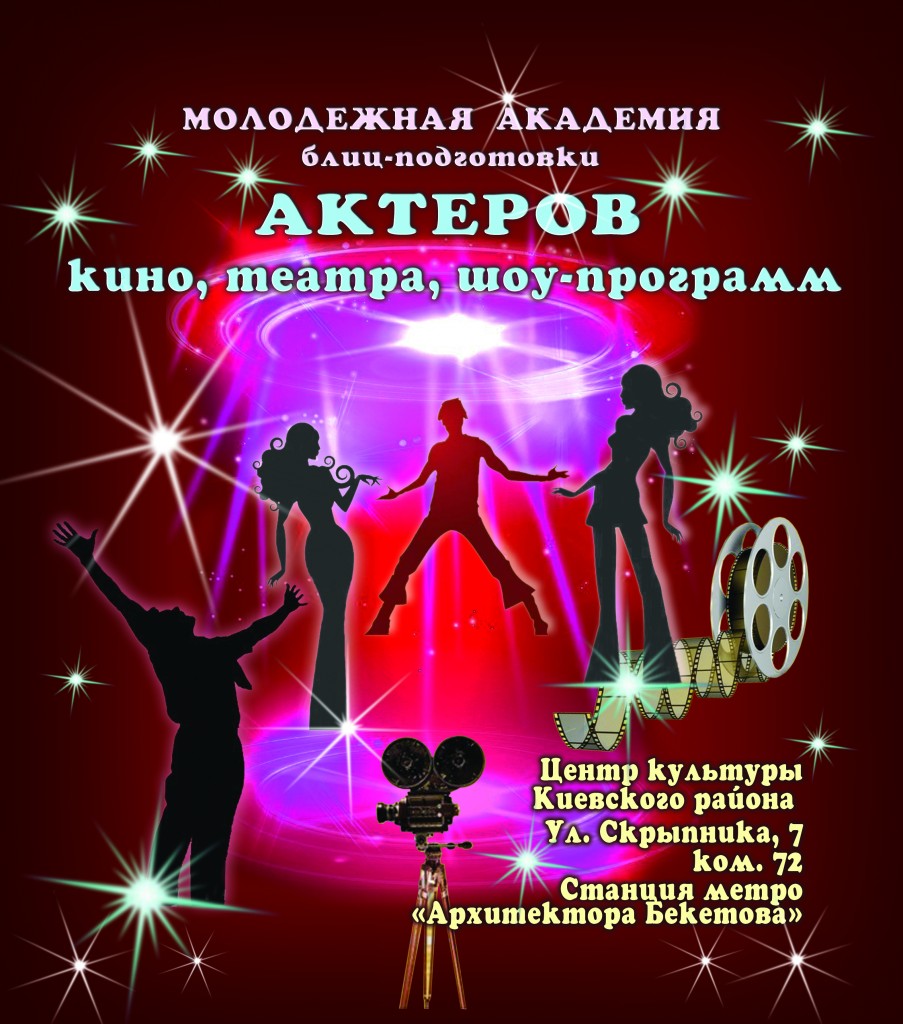 МОЛОДЕЖНАЯ АКАДЕМИЯ
блиц-подготовки
АКТЕРОВ
кино, театра, шоу-программ
Центр культуры
Киевского района
Ул. Скрыпника, 7
ком. 72
Станция метро
«Архитектора Бекетова»